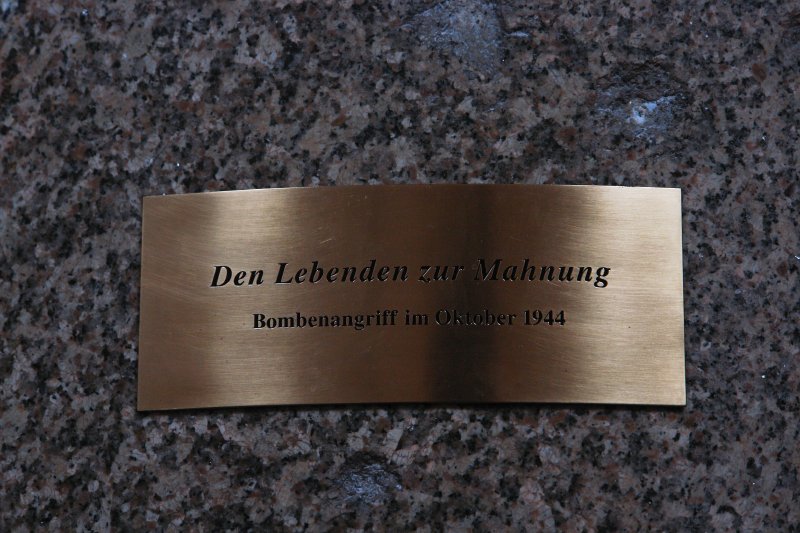 Den Lebenden zur Mahnung
Bombenangriff im Oktober 1944